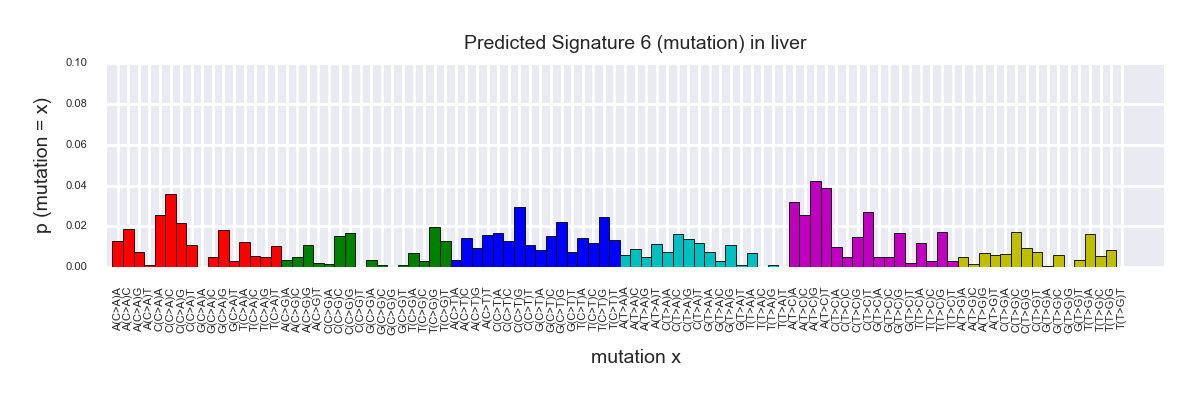 Predicted Signature 6 (mutation) in liver
p (mutation = x)
0.10
0.08
0.06
0.04
0.02
0.00
A(C>A)A
A(C>A)C
A(C>A)G
A(C>A)T
C(C>A)A
C(C>A)C
C(C>A)G
C(C>A)T
G(C>A)A
G(C>A)C
G(C>A)G
G(C>A)T
T(C>A)A
T(C>A)C
T(C>A)G
T(C>A)T
A(C>G)A
A(C>G)C
A(C>G)G
A(C>G)T
C(C>G)A
C(C>G)C
C(C>G)G
C(C>G)T
G(C>G)A
G(C>G)C
G(C>G)G
G(C>G)T
T(C>G)A
T(C>G)C
T(C>G)G
T(C>G)T
A(C>T)A
A(C>T)C
A(C>T)G
A(C>T)T
C(C>T)A
C(C>T)C
C(C>T)G
C(C>T)T
G(C>T)A
G(C>T)C
G(C>T)G
G(C>T)T
T(C>T)A
T(C>T)C
T(C>T)G
T(C>T)T
A(T>A)A
A(T>A)C
A(T>A)G
A(T>A)T
C(T>A)A
C(T>A)C
C(T>A)G
C(T>A)T
G(T>A)A
G(T>A)C
G(T>A)G
G(T>A)T
T(T>A)A
T(T>A)C
T(T>A)G
T(T>A)T
A(T>C)A
A(T>C)C
A(T>C)G
A(T>C)T
C(T>C)A
C(T>C)C
C(T>C)G
C(T>C)T
G(T>C)A
G(T>C)C
G(T>C)G
G(T>C)T
T(T>C)A
T(T>C)C
T(T>C)G
T(T>C)T
A(T>G)A
A(T>G)C
A(T>G)G
A(T>G)T
C(T>G)A
C(T>G)C
C(T>G)G
C(T>G)T
G(T>G)A
G(T>G)C
G(T>G)G
G(T>G)T
T(T>G)A
T(T>G)C
T(T>G)G
T(T>G)T
mutation x